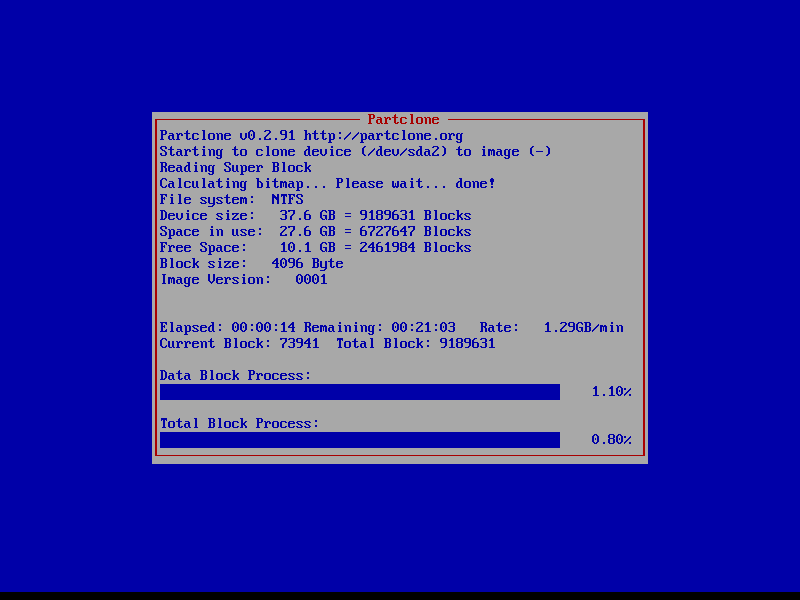 Partclone
Partclone v0.2.91 http://partclone.org
Starting to clone device (/dev/sda2) to image (-)
Reading Super Block
Calculating bitmap... Please wait... done!
File system:  NTFS
Device size:   37.6 GB = 9189631 Blocks
Space in use:  27.6 GB = 6727647 Blocks
Free Space:    10.1 GB = 2461984 Blocks
Block size:   4096 Byte
Image Version:   0001
Elapsed: 00:00:14 Remaining: 00:21:03   Rate:   1.29GB/min
Current Block: 73941  Total Block: 9189631
Data Block Process:
1.10%
Total Block Process:
0.80%